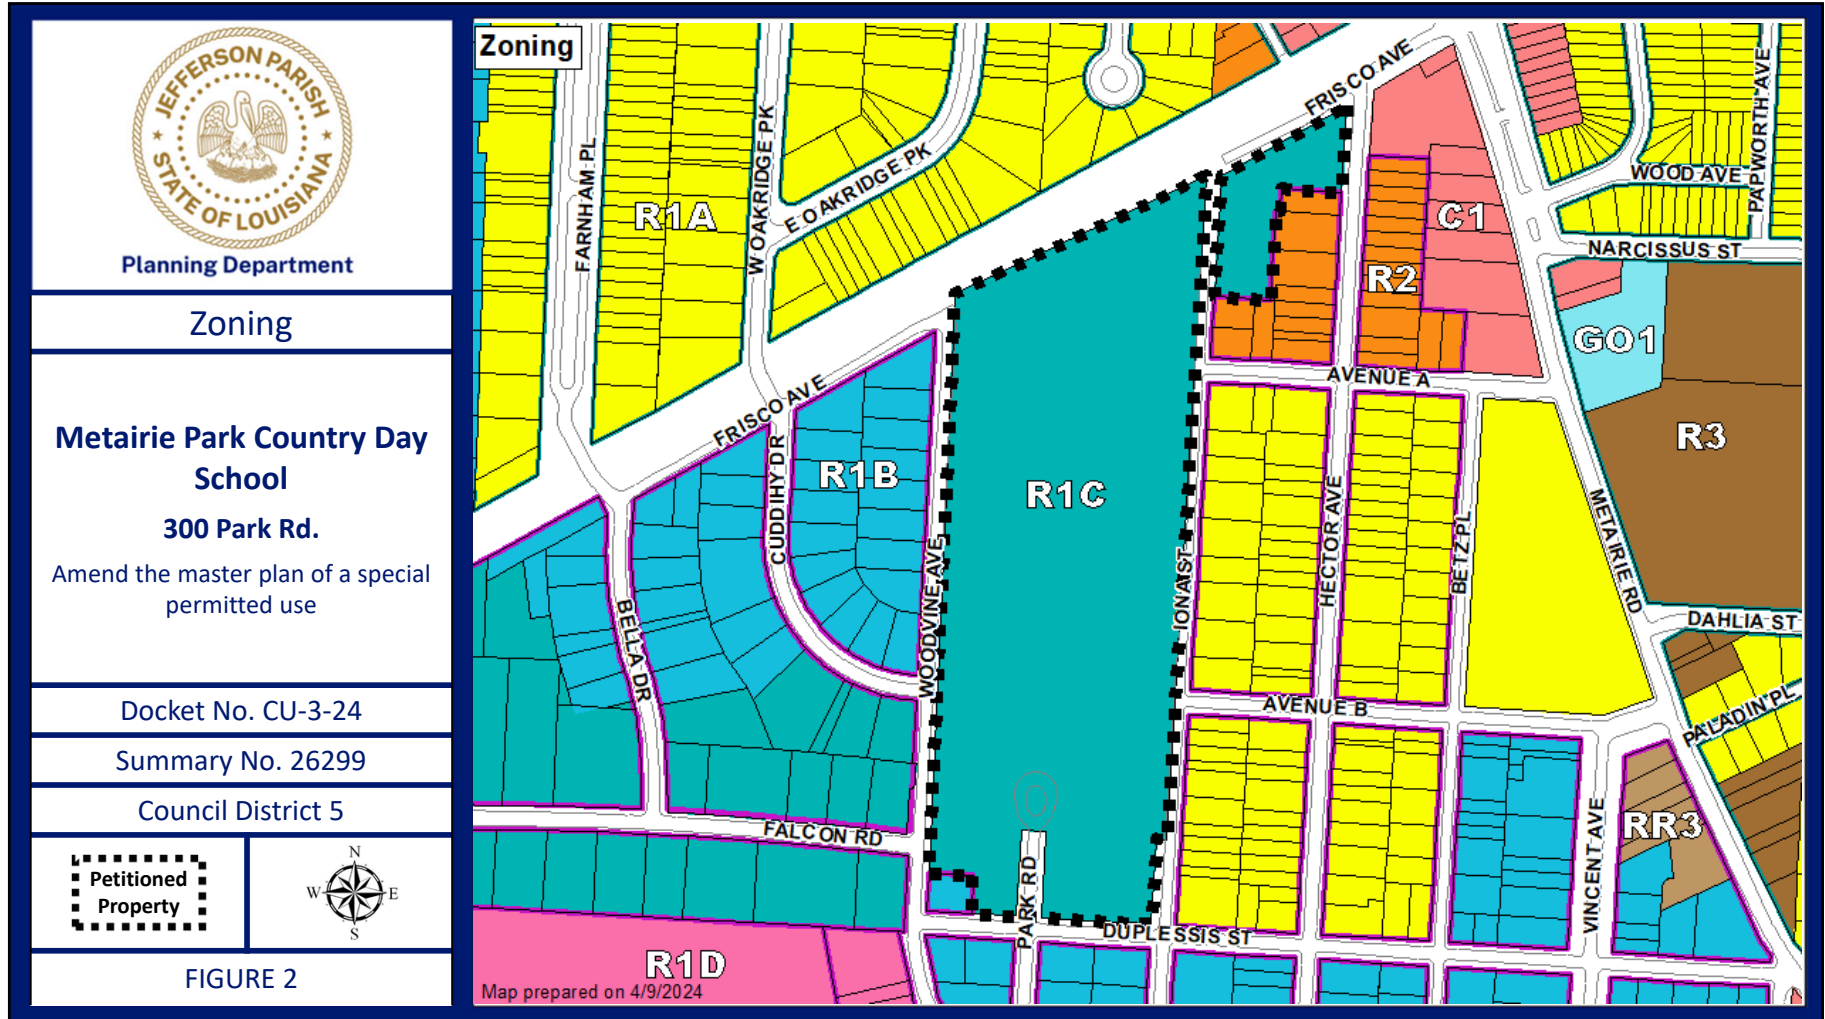 JEFFERSON PARISH
STATE OF LOUISIANA
Planning Department
Zoning
Metairie Park Country Day
School
300 Park Rd.
Amend the master plan of a special
permitted use
Docket No. CU-3-24
Summary No. 26299
Council District 5
Petitioned
Property
N
W
E
S
FIGURE 2
Zoning
FRISCO AVE
PAPWORTH AVE
FARNHAM PL
W OAKRIDGE PK
E OAKRIDGE PK
WOOD AVE
R1A
C1
NARCISSUS ST
R2
GO1
AVENUE A
FRISCO AVE
R3
R1B
R1C
CUDDIHY DR
HECTOR AVE
BETZ PL
METAIRIE RD
WOODVINE AVE
IONA ST
BELLA DR
DAHLIA ST
AVENUE B
PALADIN PL
FALCON RD
RR3
VINCENT AVE
PARK RD
DUPLESSIS ST
R1D
Map prepared on 4/9/2024